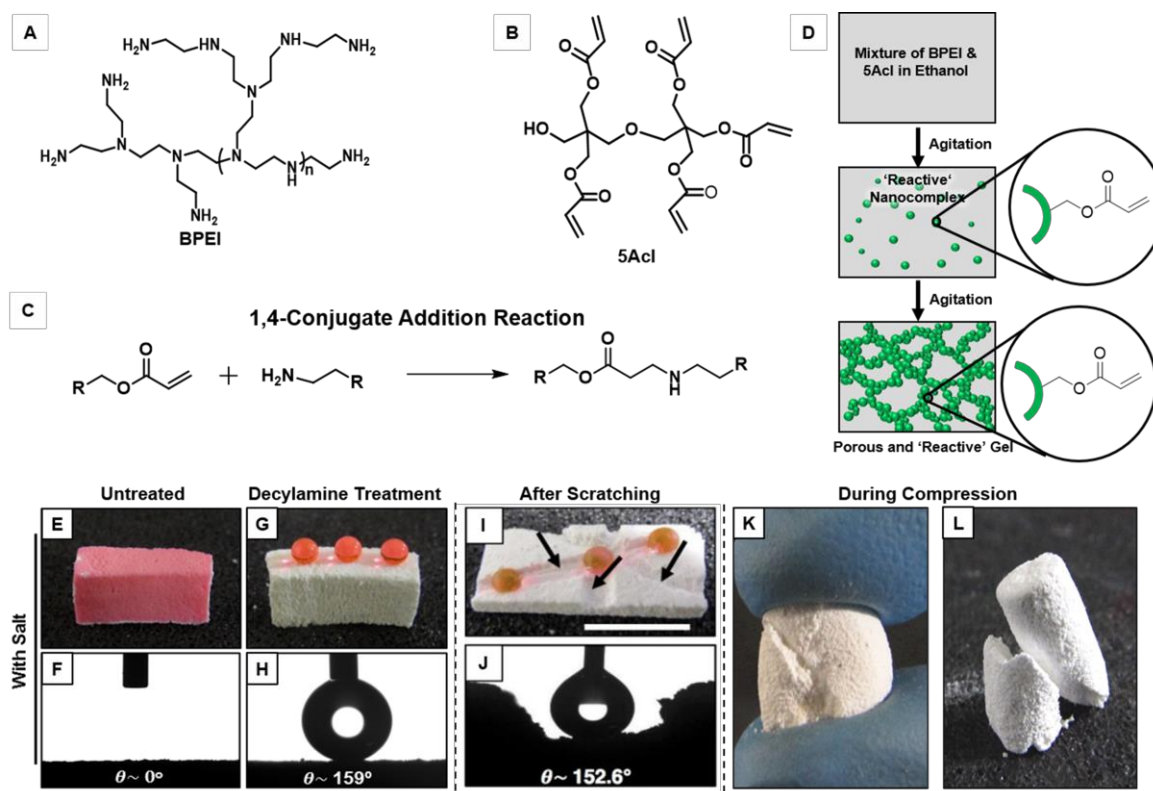 A
H₂N
HN
NH
NH₂
NH₂
N
H₂N
N
N
N
N
H
n
NH₂
NH₂
BPEI
B
O
O
O
O
HO
O
O
O
O
O
O
O
5AcI
C
1,4-Conjugate Addition Reaction
R O O + H₂N R
R O O N H R
D
Mixture of BPEI &
5AcI in Ethanol
Agitation
'Reactive'
Nanocomplex
O
O
Agitation
O
O
Porous and 'Reactive' Gel
Untreated
Decylamine Treatment
After Scratching
During Compression
With Salt
E
G
I
K
L
F
θ~ 0°
H
θ~ 159°
J
θ~ 152.6°